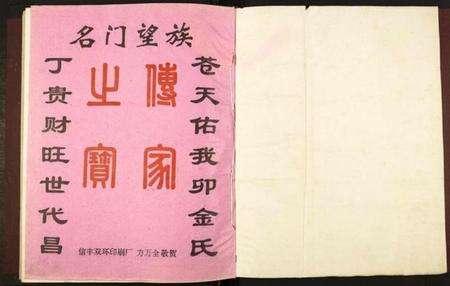 名门望族
苍天佑我卯金氏
傳家
之寶
丁贵财旺世代昌
信丰双环印刷厂 方万全敬贺